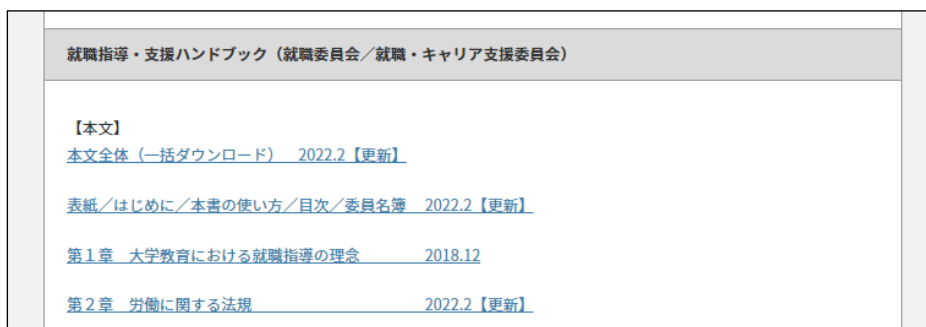 就職指導・支援ハンドブック（就職委員会／就職・キャリア支援委員会）
【本文】
本文全体（一括ダウンロード）　2022.2【更新】
表紙／はじめに／本書の使い方／目次／委員名簿　2022.2【更新】
第１章　大学教育における就職指導の理念　　　　2018.12
第２章　労働に関する法規　　　　　　　　　　　2022.2【更新】